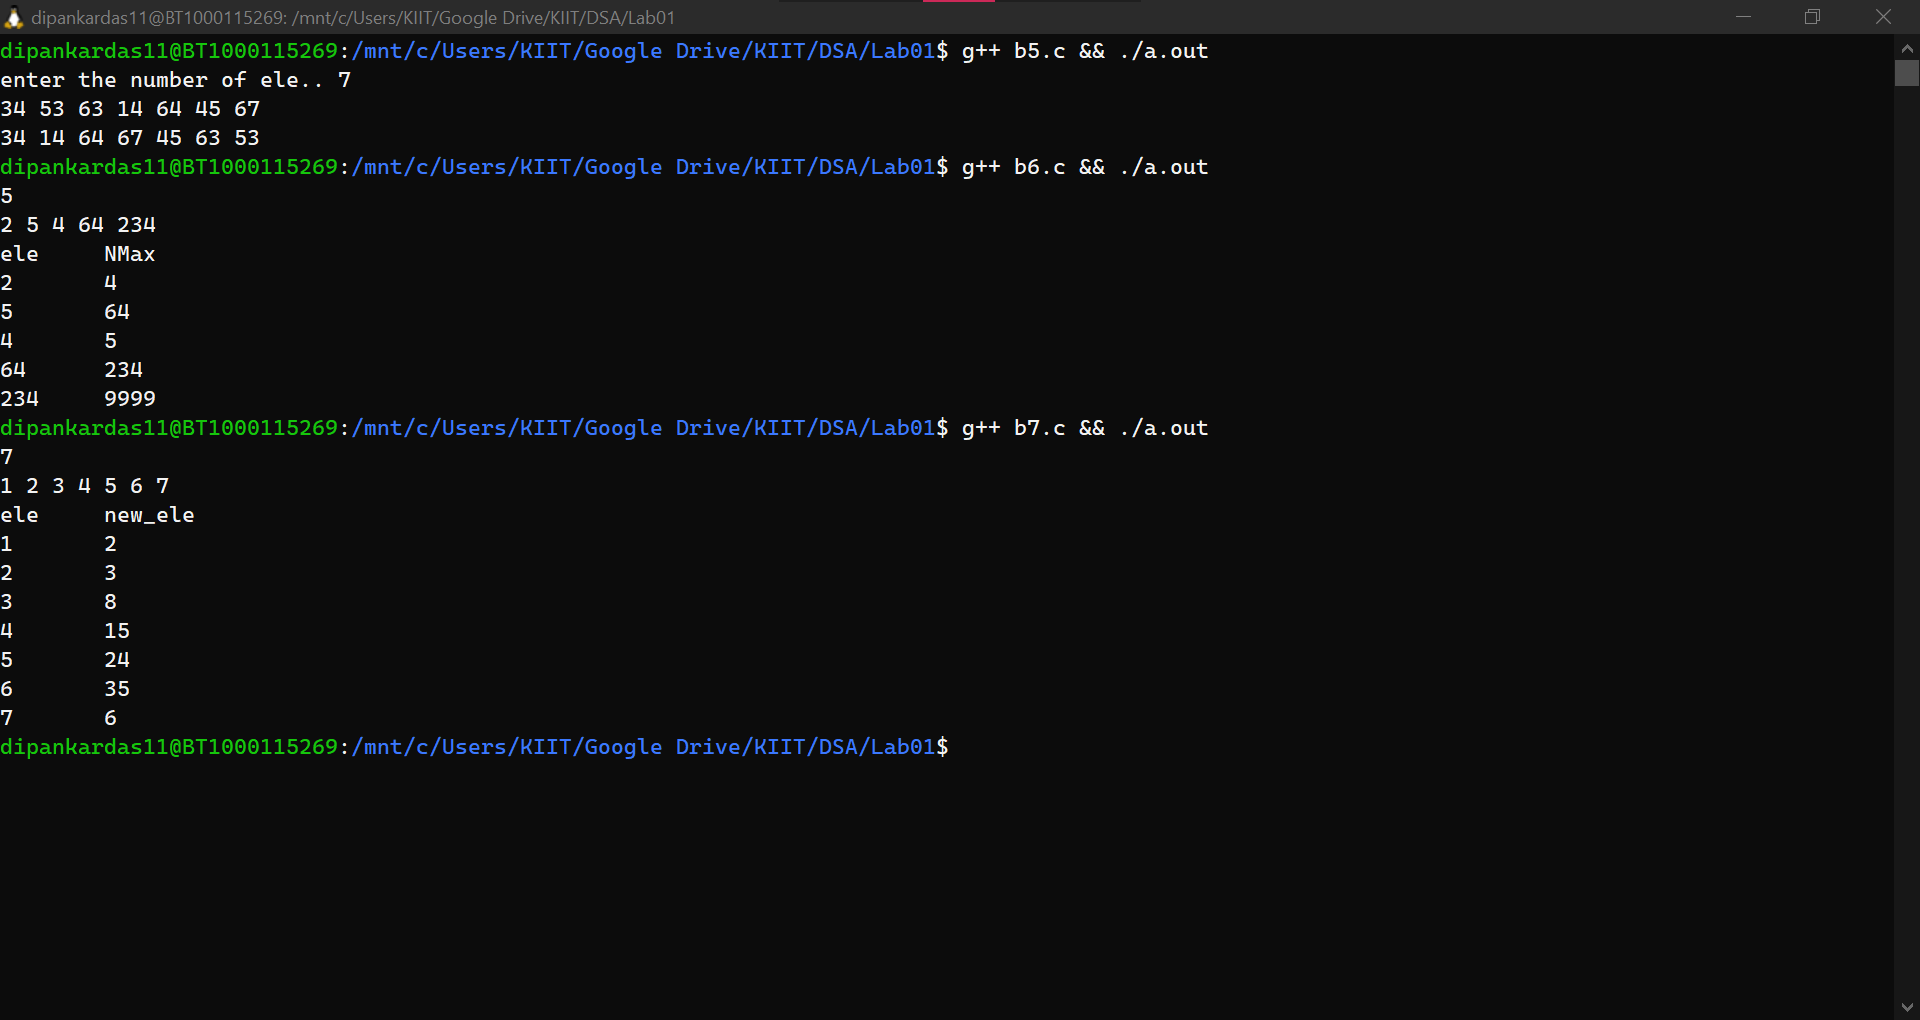 dipankardas11@BT1000115269: /mnt/c/Users/KIIT/Google Drive/KIIT/DSA/Lab01
dipankardas11@BT1000115269:/mnt/c/Users/KIIT/Google Drive/KIIT/DSA/Lab01$ g++ b5.c && ./a.out
enter the number of ele.. 7
34 53 63 14 64 45 67
34 14 64 67 45 63 53
dipankardas11@BT1000115269:/mnt/c/Users/KIIT/Google Drive/KIIT/DSA/Lab01$ g++ b6.c && ./a.out
5
2 5 4 64 234
ele     NMax
2       4
5       64
4       5
64      234
234     9999
dipankardas11@BT1000115269:/mnt/c/Users/KIIT/Google Drive/KIIT/DSA/Lab01$ g++ b7.c && ./a.out
7
1 2 3 4 5 6 7
ele     new_ele
1       2
2       3
3       8
4       15
5       24
6       35
7       6
dipankardas11@BT1000115269:/mnt/c/Users/KIIT/Google Drive/KIIT/DSA/Lab01$